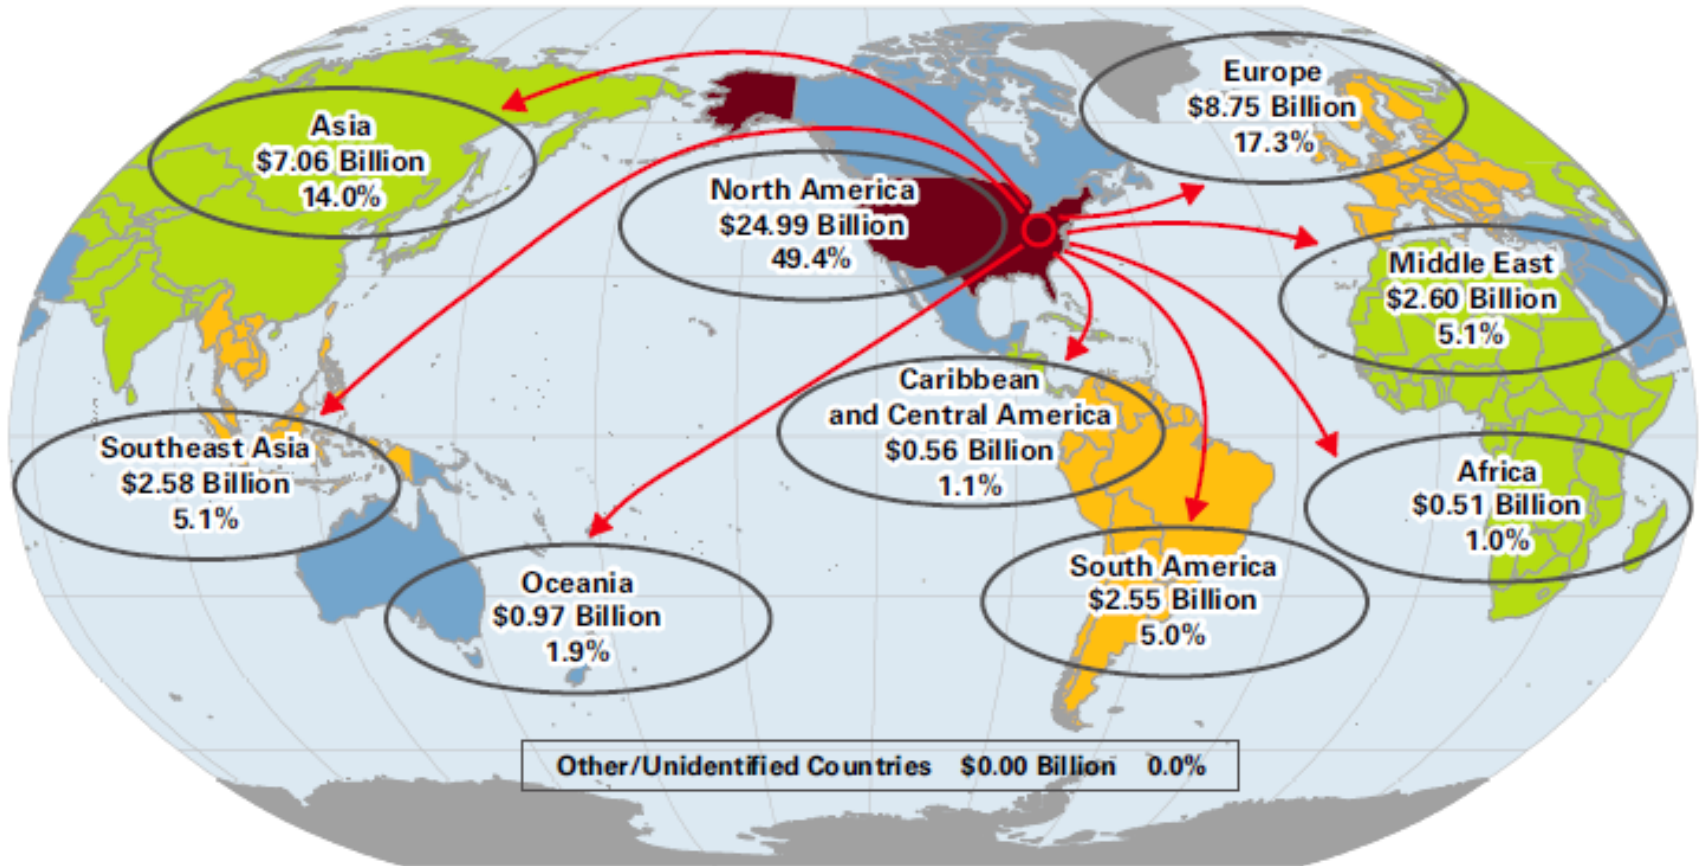 Europe
$8.75 Billion
17.3%
Asia
$7.06 Billion
14.0%
North America
$24.99 Billion
49.4%
Middle East
$2.60 Billion
5.1%
Caribbean
and Central America
$0.56 Billion
1.1%
Southeast Asia
$2.58 Billion
5.1%
Africa
$0.51 Billion
1.0%
Oceania
$0.97 Billion
1.9%
South America
$2.55 Billion
5.0%
Other/Unidentified Countries $0.00 Billion 0.0%